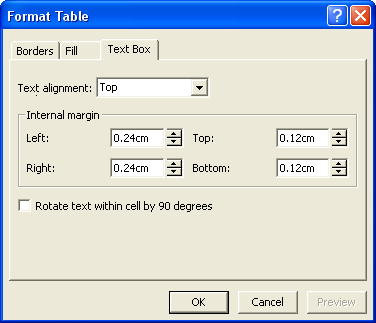 Format Table
Borders Fill Text Box
Text alignment: Top
Internal margin
Left: 0.24cm Top: 0.12cm
Right: 0.24cm Bottom: 0.12cm
Rotate text within cell by 90 degrees
OK Cancel Preview